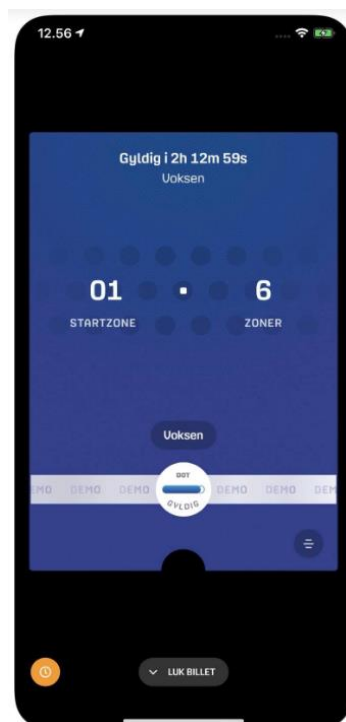 12.56
Gyldig i 2h 12m 59s
Voksen
01
6
STARTZONE
ZONER
Voksen
DOT
EMO DEMO DEMO DEMO DEMO DEM
GYLDIG
LUK BILLET